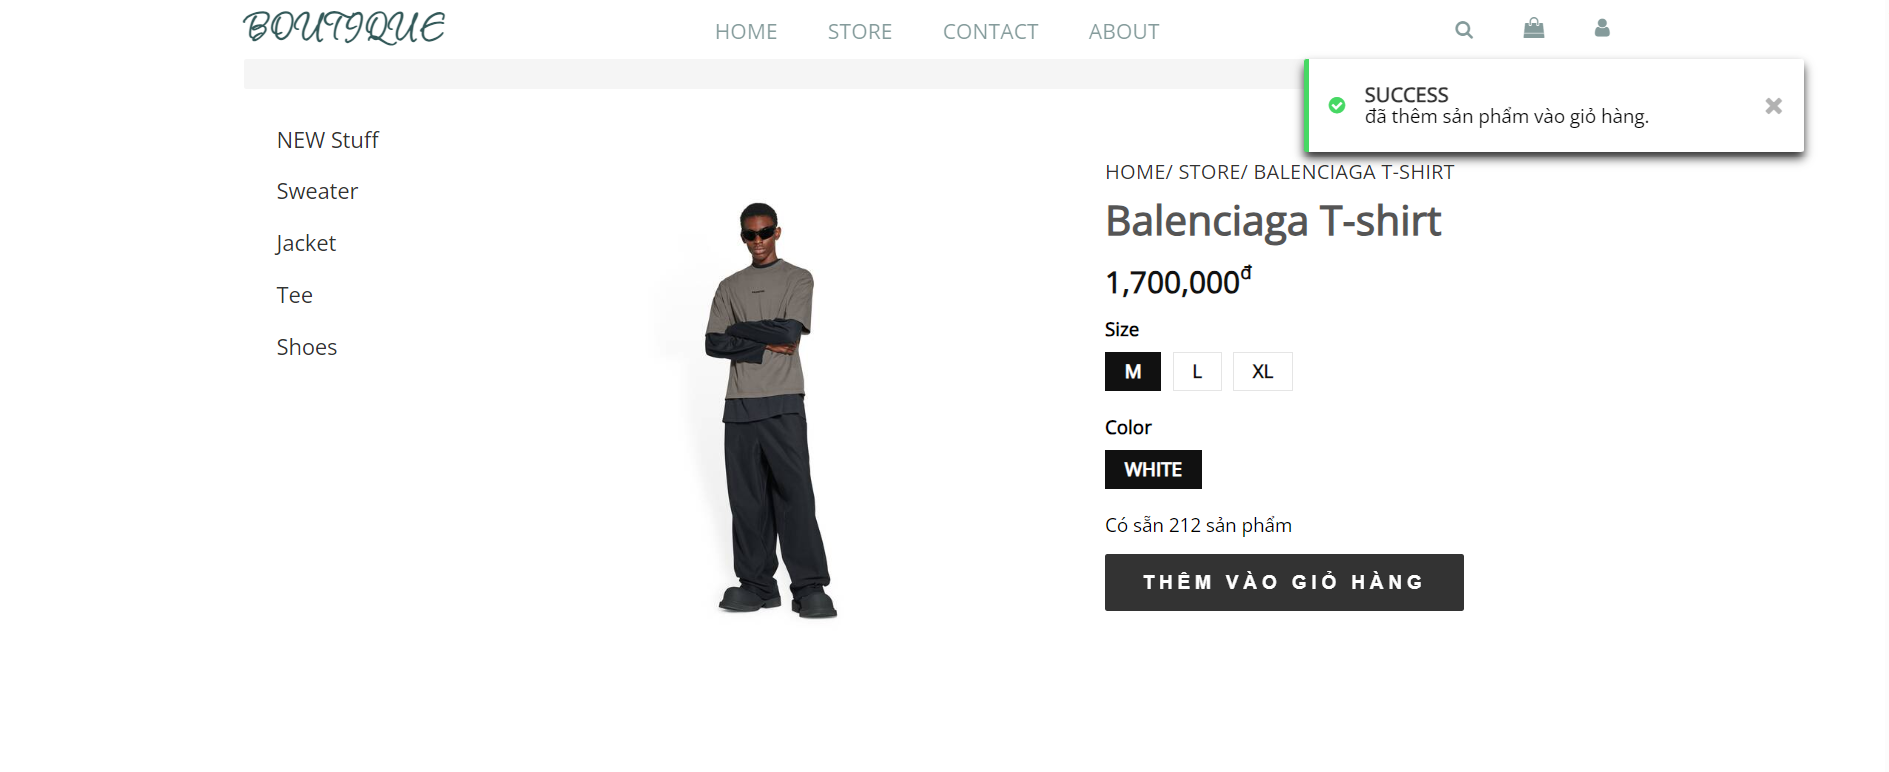 BOUTIQUE
HOME STORE CONTACT ABOUT
SUCCESS
đã thêm sản phẩm vào giỏ hàng.
NEW Stuff
Sweater
Jacket
Tee
Shoes
HOME/ STORE/ BALENCIAGA T-SHIRT
Balenciaga T-shirt
1,700,000đ
Size
M L XL
Color
WHITE
Có sẵn 212 sản phẩm
THÊM VÀO GIỎ HÀNG